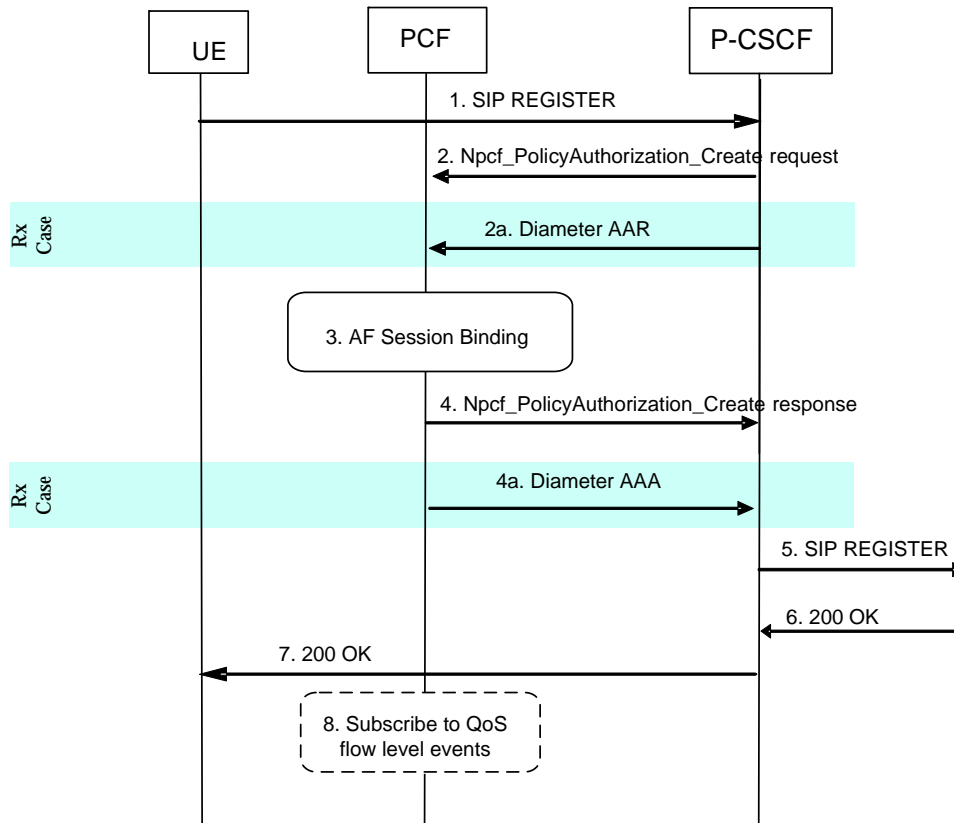 UE
PCF
P-CSCF
1. SIP REGISTER
2. Npcf_PolicyAuthorization_Create request
Rx
Case
2a. Diameter AAR
3. AF Session Binding
4. Npcf_PolicyAuthorization_Create response
Rx
Case
4a. Diameter AAA
5. SIP REGISTER
6. 200 OK
7. 200 OK
8. Subscribe to QoS
flow level events